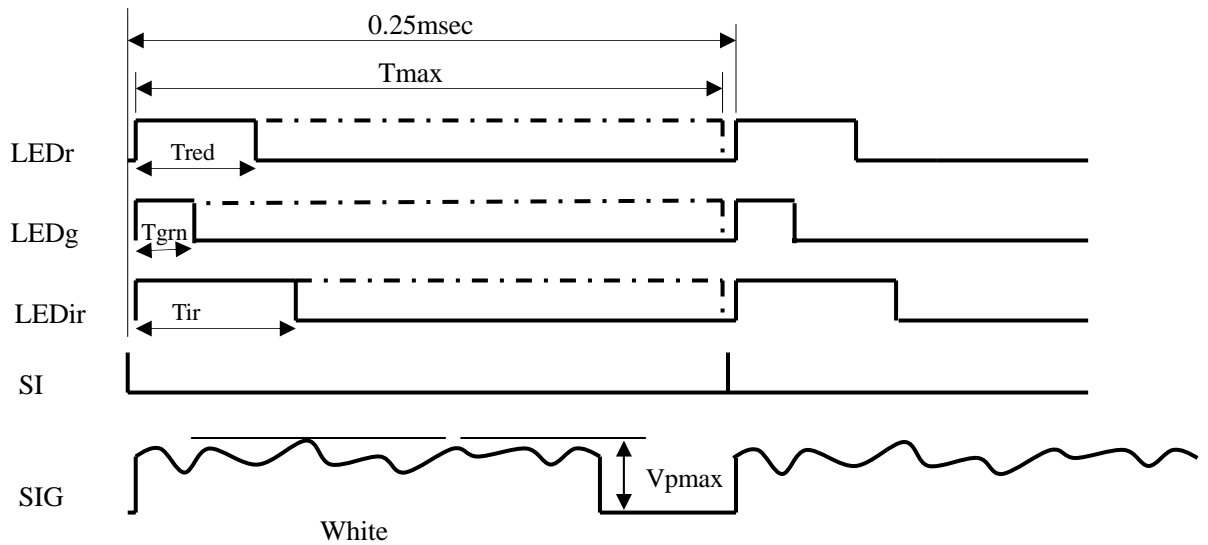 0.25msec
Tmax
LEDr
Tred
LEDg
Tgrn
LEDir
Tir
SI
SIG
Vpmax
White